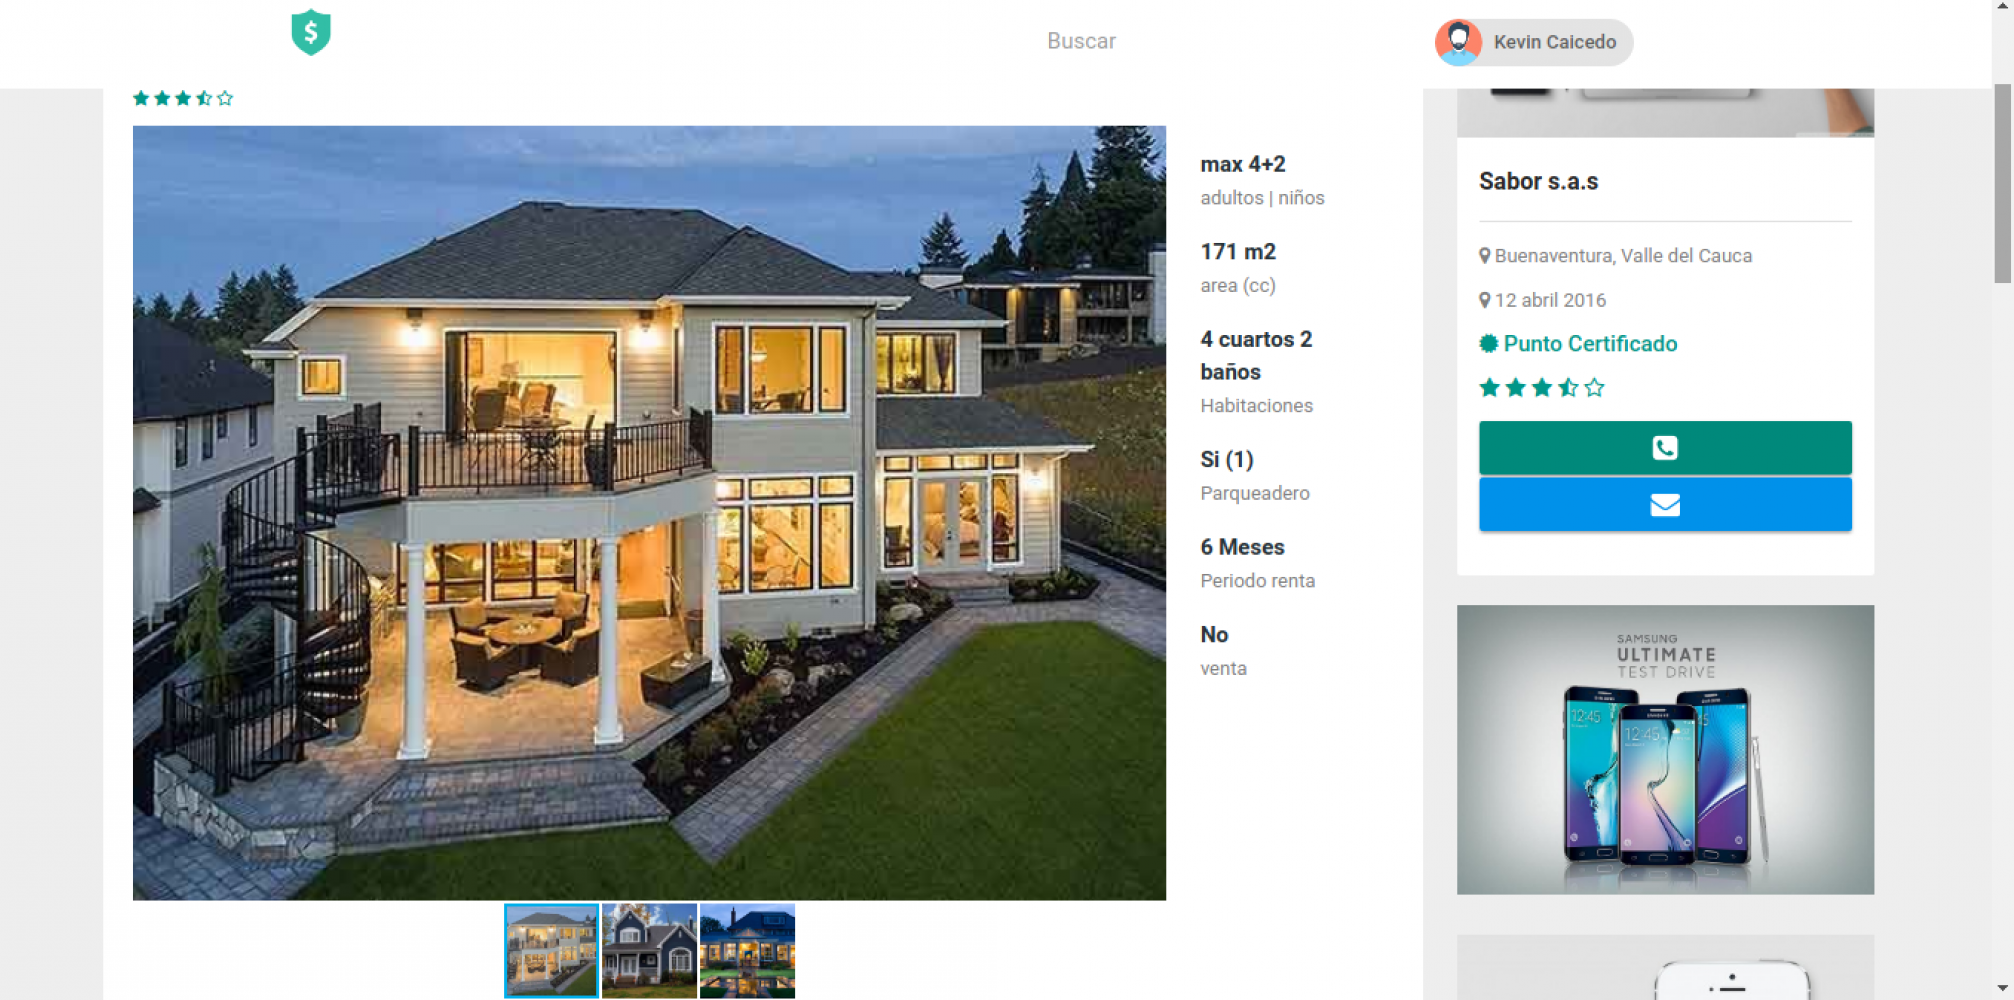 $
Buscar
Kevin Caicedo
max 4+2
adultos | niños
171 m2
area (cc)
4 cuartos 2
baños
Habitaciones
Si (1)
Parqueadero
6 Meses
Periodo renta
No
venta
Sabor s.a.s
Buenaventura, Valle del Cauca
12 abril 2016
Punto Certificado
SAMSUNG
ULTIMATE
TEST DRIVE
12:45
12:45